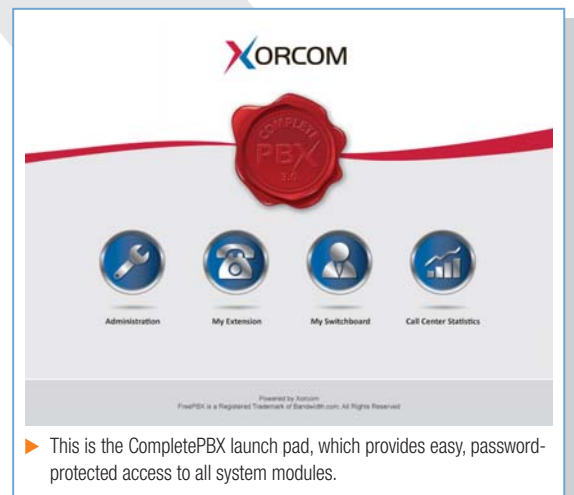 XORCOM
COMPLETE
PBX
3.0
Administration
My Extension
My Switchboard
Call Center Statistics
Powered by Xorcom
FreePBX is a Registered Trademark of Bandwidth.com; All Rights Reserved
This is the CompletePBX launch pad, which provides easy, password-
protected access to all system modules.